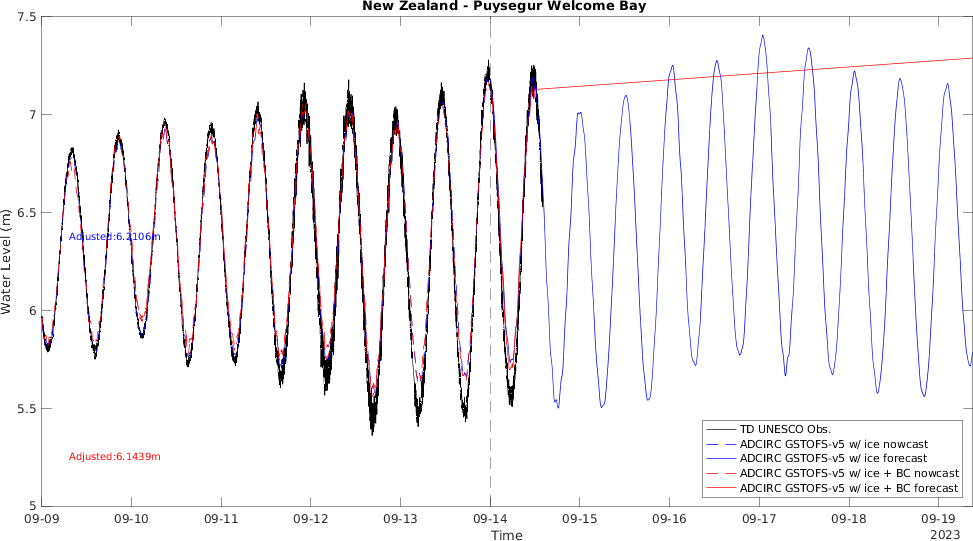 New Zealand - Puysegur Welcome Bay
7.5
7
6.5
6
5.5
5
Water Level (m)
Adjusted:6.2106m
Adjusted:6.1439m
TD UNESCO Obs.
ADCIRC GSTOFS-v5 w/ ice nowcast
ADCIRC GSTOFS-v5 w/ ice forecast
ADCIRC GSTOFS-v5 w/ ice + BC nowcast
ADCIRC GSTOFS-v5 w/ ice + BC forecast
09-09 09-10 09-11 09-12 09-13 09-14 09-15 09-16 09-17 09-18 09-19
Time
2023